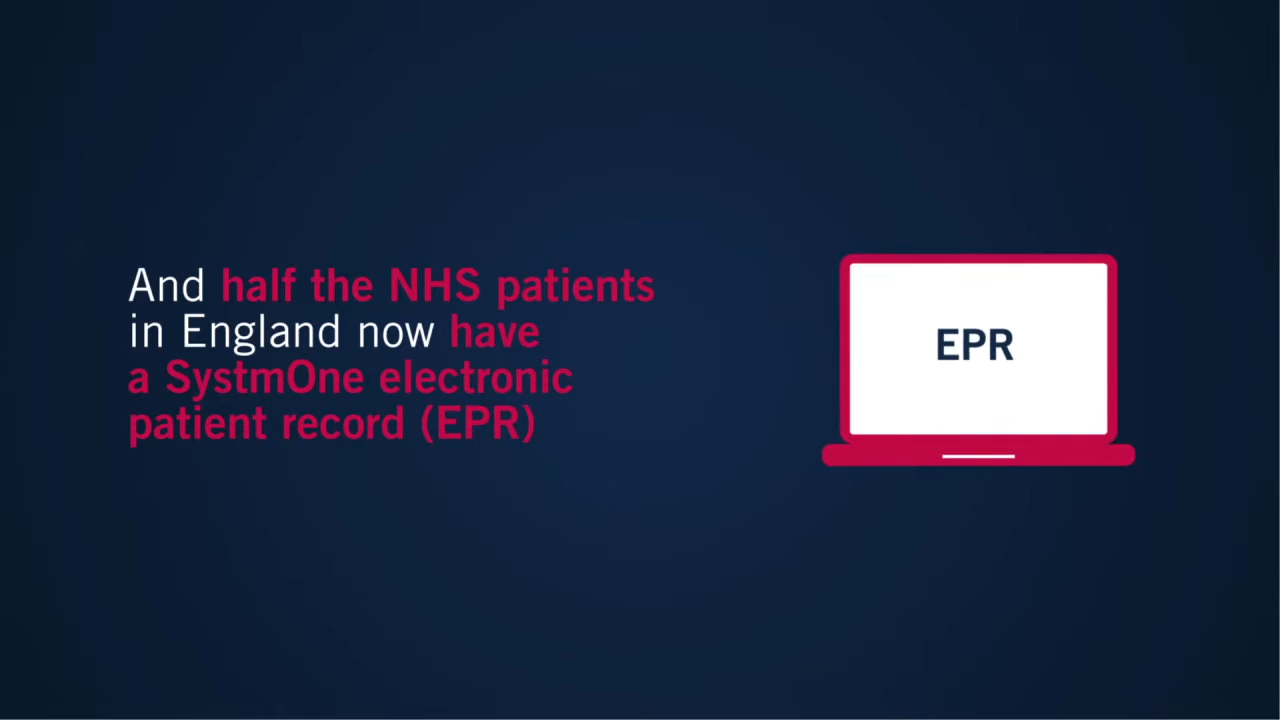 And half the NHS patients
in England now have
a SystmOne electronic
patient record (EPR)
EPR